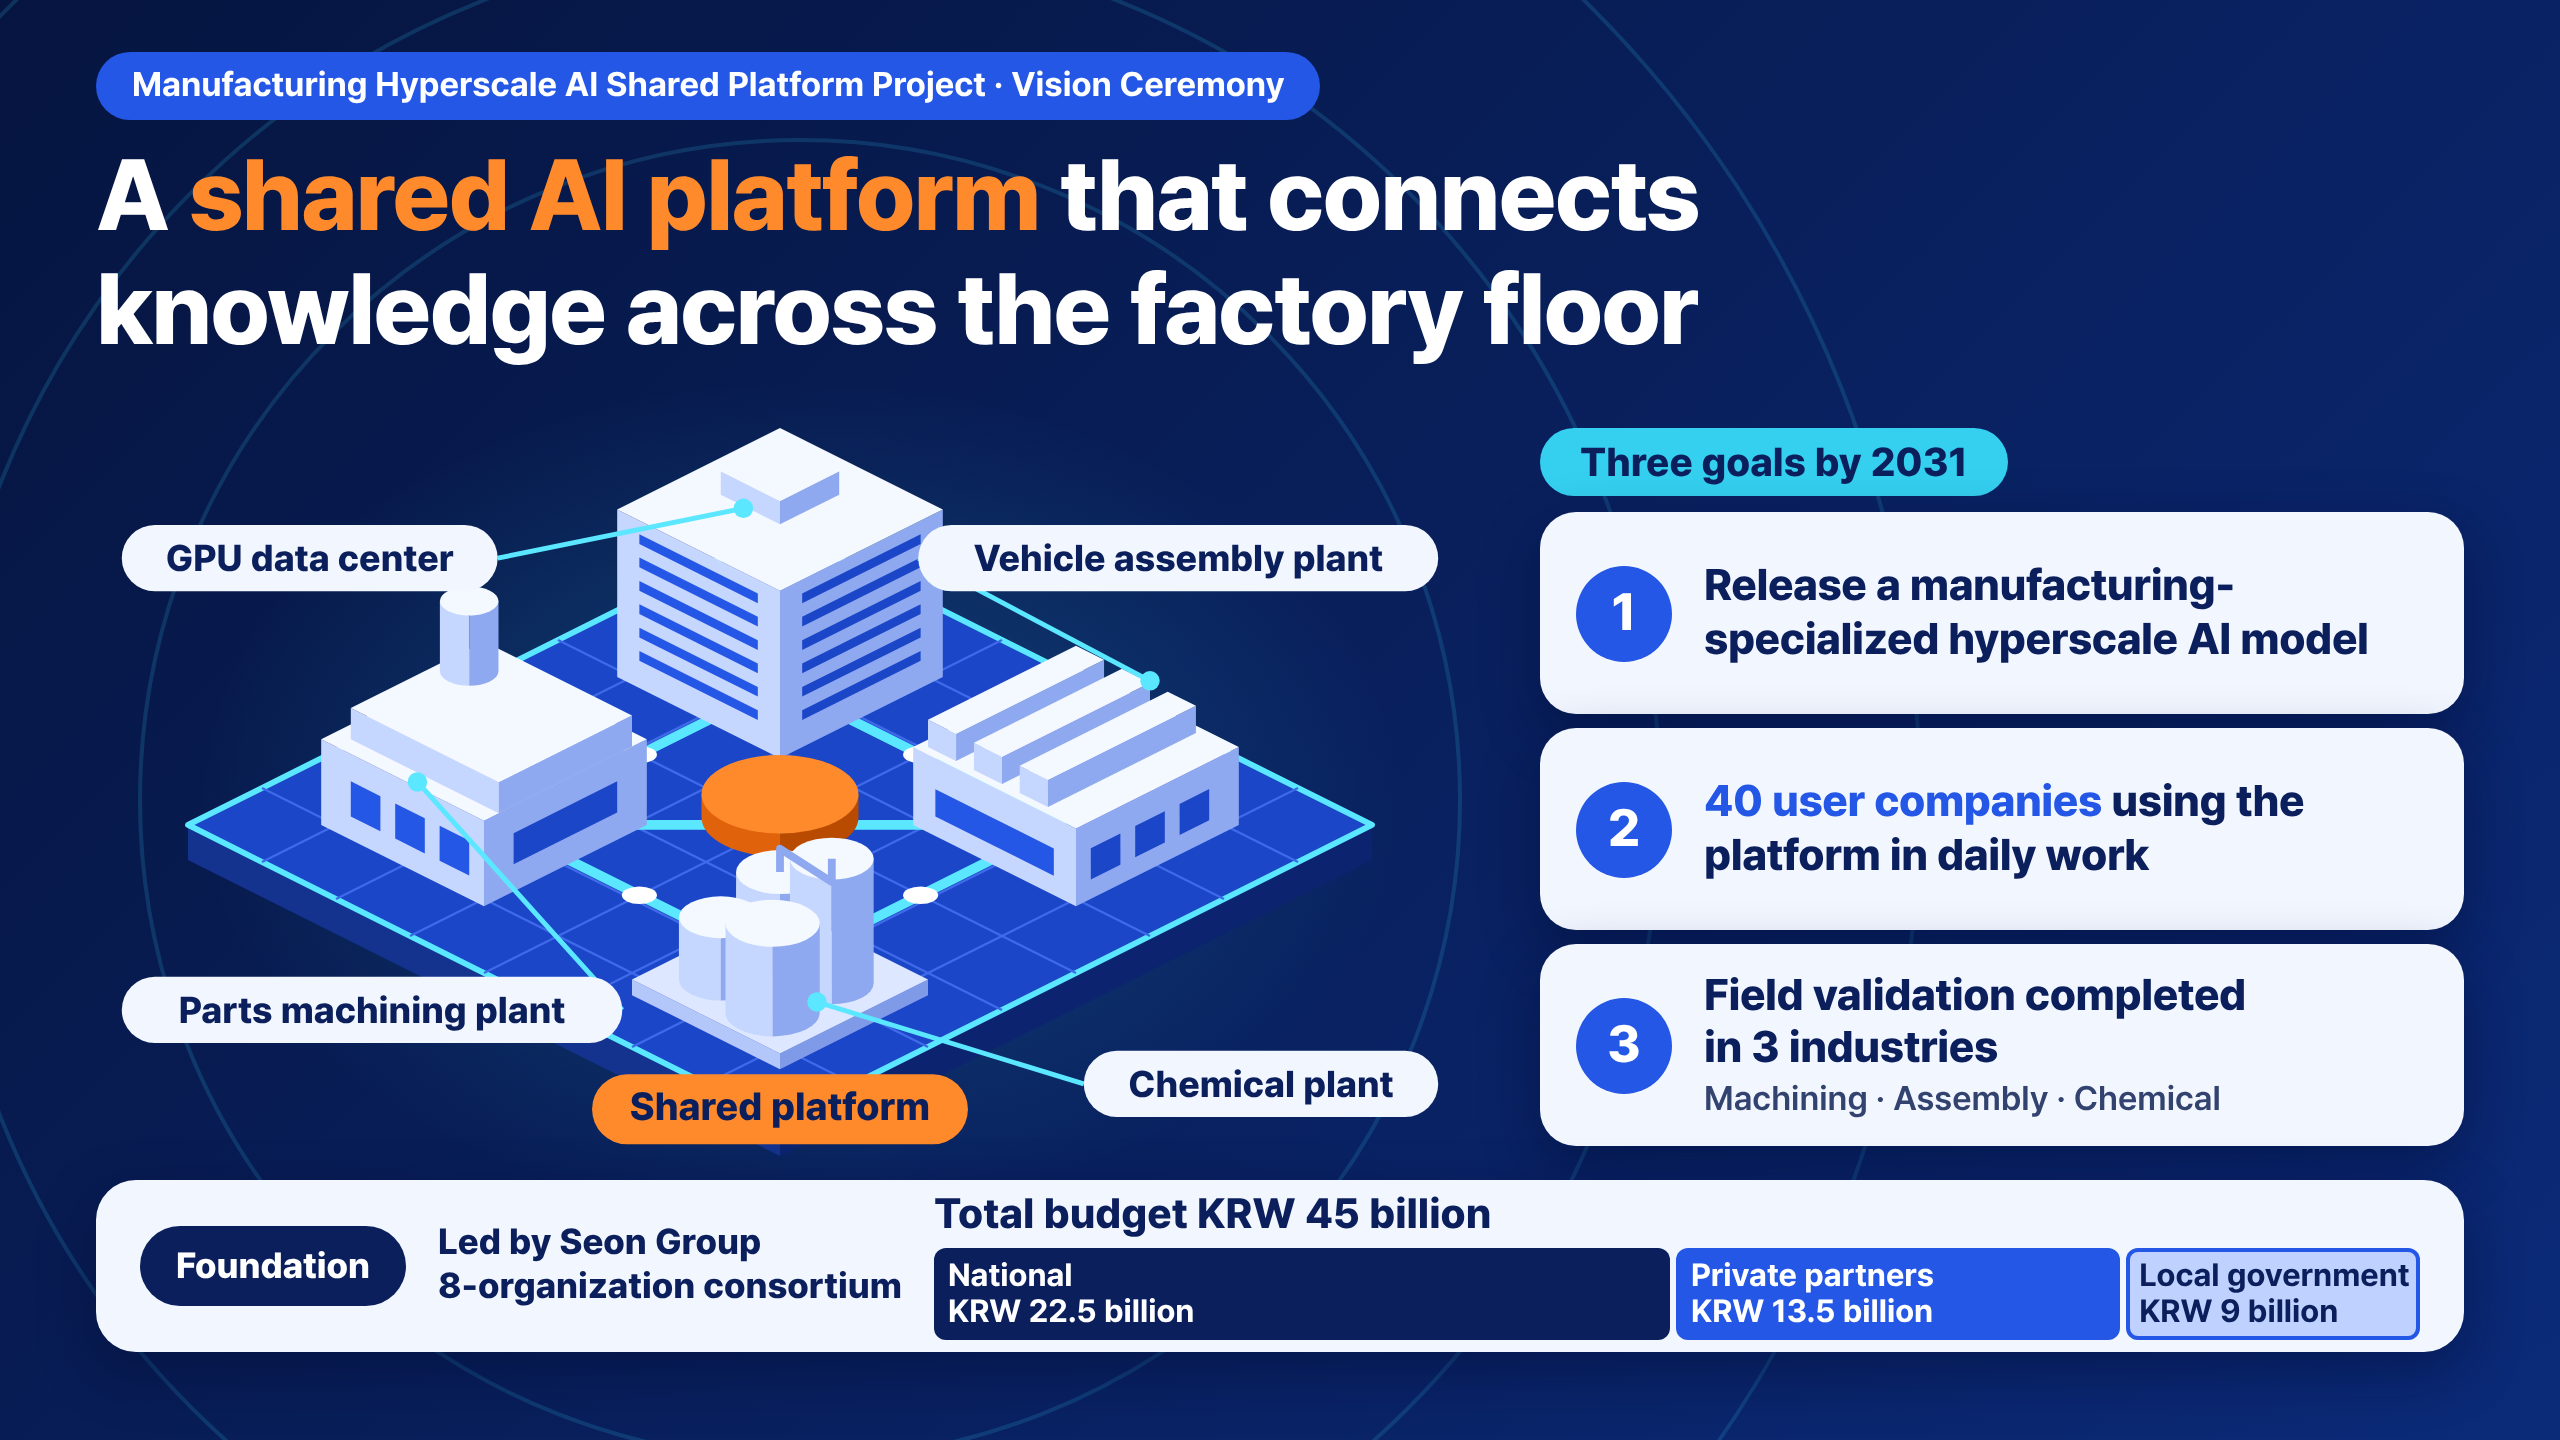 Manufacturing Hyperscale AI Shared Platform Project · Vision Ceremony
A shared AI platform that connects
knowledge across the factory floor
GPU data center
Vehicle assembly plant
Parts machining plant
Chemical plant
Shared platform
Three goals by 2031
1
Release a manufacturing-
specialized hyperscale AI model
2
40 user companies using the
platform in daily work
3
Field validation completed
in 3 industries
Machining · Assembly · Chemical
Foundation
Led by Seon Group
8-organization consortium
Total budget KRW 45 billion
National
KRW 22.5 billion
Private partners
KRW 13.5 billion
Local government
KRW 9 billion